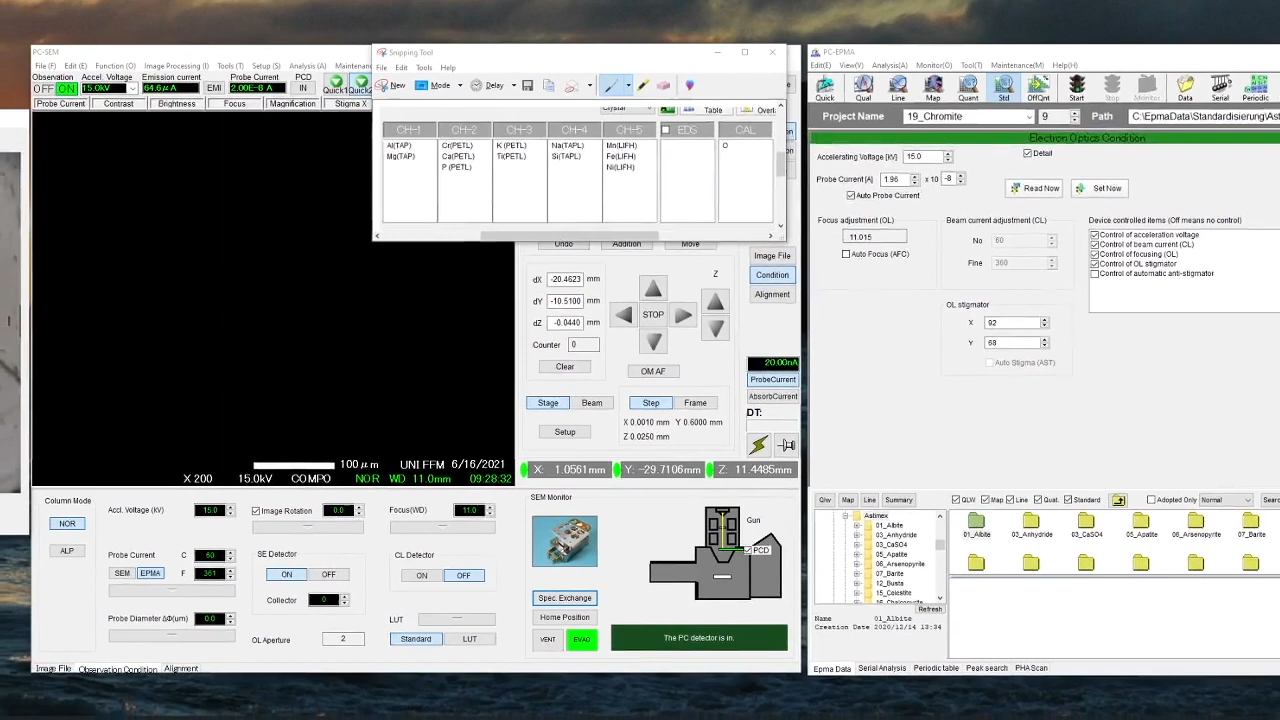 PC-SEM
File (F) Edit (E) Function (O) Image Processing (I) Tools (T) Setup (S) Analysis (A) Maintenanc
Observation Accel. Voltage Emission current Probe Current PCD
OFF ON 15.0kV 64.6μA EMI 2.00E-8 A IN Quick1 Quick2
Probe Current Contrast Brightness Focus Magnification Stigma X
Snipping Tool
File Edit Tools Help
New Mode Delay
Crystal Table Overl
CH-1 CH-2 CH-3 CH-4 CH-5 EDS CAL
Al(TAP) Cr(PETL) K (PETL) Na(TAPL) Mn(LIFH) O
Mg(TAP) Ca(PETL) Ti(PETL) Si(TAPL) Fe(LIFH)
P (PETL) Ni(LIFH)
Undo Addition Move
Image File
Condition
Alignment
dX -20.4623 mm
dY -10.5100 mm
dZ -0.0440 mm
Counter 0
Clear
STOP
Z
OM AF
Stage Beam
Step Frame
X 0.0010 mm Y 0.6000 mm
Z 0.0250 mm
Setup
20.00nA
ProbeCurrent
AbsorbCurrent
DT:
X: 1.0561mm Y: -29.7106mm Z: 11.4485mm
100μm UNI FFM 6/16/2021
X 200 15.0kV COMPO NOR WD 11.0mm 09:28:32
Column Mode
NOR
ALP
Accl. Voltage (kV) 15.0
Probe Current C 60
SEM EPMA F 361
Probe Diameter ΔΦ(um) 0.0
Image Rotation 0.0
SE Detector
ON OFF
Collector 0
OL Aperture 2
Focus(WD) 11.0
CL Detector
ON OFF
LUT
Standard LUT
SEM Monitor
Spec. Exchange
Home Position
VENT EVAC
Gun
PCD
The PC detector is in.
Image File Observation Condition Alignment
PC-EPMA
Edit(E) View(V) Analysis(A) Monitor(O) Tool(T) Maintenance(M) Help(H)
Quick Qual Line Map Quant Std OffQnt Start Stop Monitor Data Serial Periodic
Project Name 19_Chromite 9 Path C:\EpmaData\Standardisierung\Ast
Electron Optics Condition
Accelerating Voltage [kV] 15.0
Detail
Probe Current [A] 1.96 x 10 -8
Auto Probe Current
Read Now Set Now
Focus adjustment (OL)
11.015
Auto Focus (AFC)
Beam current adjustment (CL)
No 60
Fine 360
OL stigmator
X 92
Y 68
Auto Stigma (AST)
Device controlled items (Off means no control)
Control of acceleration voltage
Control of beam current (CL)
Control of focusing (OL)
Control of OL stigmator
Control of automatic anti-stigmator
Qlw Map Line Summary
QLW Map Line Quat. Standard Adopted Only Normal Searc
Astimex
01_Albite
03_Anhydride
03_CaSO4
05_Apatite
06_Arsenopyrite
07_Barite
12_Busta
15_Celestite
Refresh
01_Albite 03_Anhydride 03_CaSO4 05_Apatite 06_Arsenopyrite 07_Barite
Name 01_Albite
Creation Date 2020/12/14 13:34
Epma Data Serial Analysis Periodic table Peak search PHA Scan